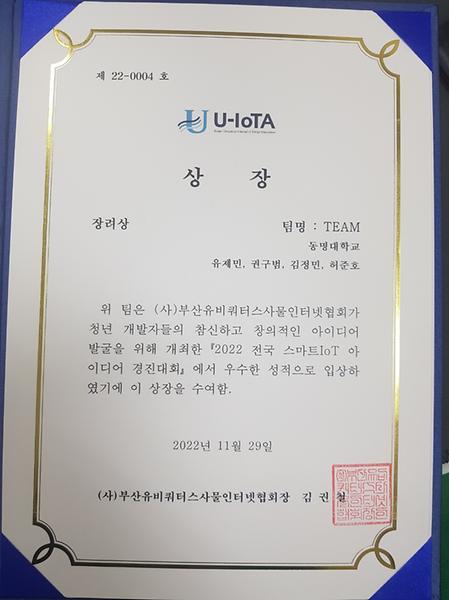 제 22-0004 호
U-IoTA
상 장
장려상 팀명 : TEAM
동명대학교
유제민, 권구범, 김정민, 허준호
위 팀은 (사)부산유비쿼터스사물인터넷협회가
청년 개발자들의 참신하고 창의적인 아이디어
발굴을 위해 개최한 『2022 전국 스마트IoT 아
이디어 경진대회』에서 우수한 성적으로 입상하
였기에 이 상장을 수여함.
2022년 11월 29일
(사)부산유비쿼터스사물인터넷협회장 김 권 철